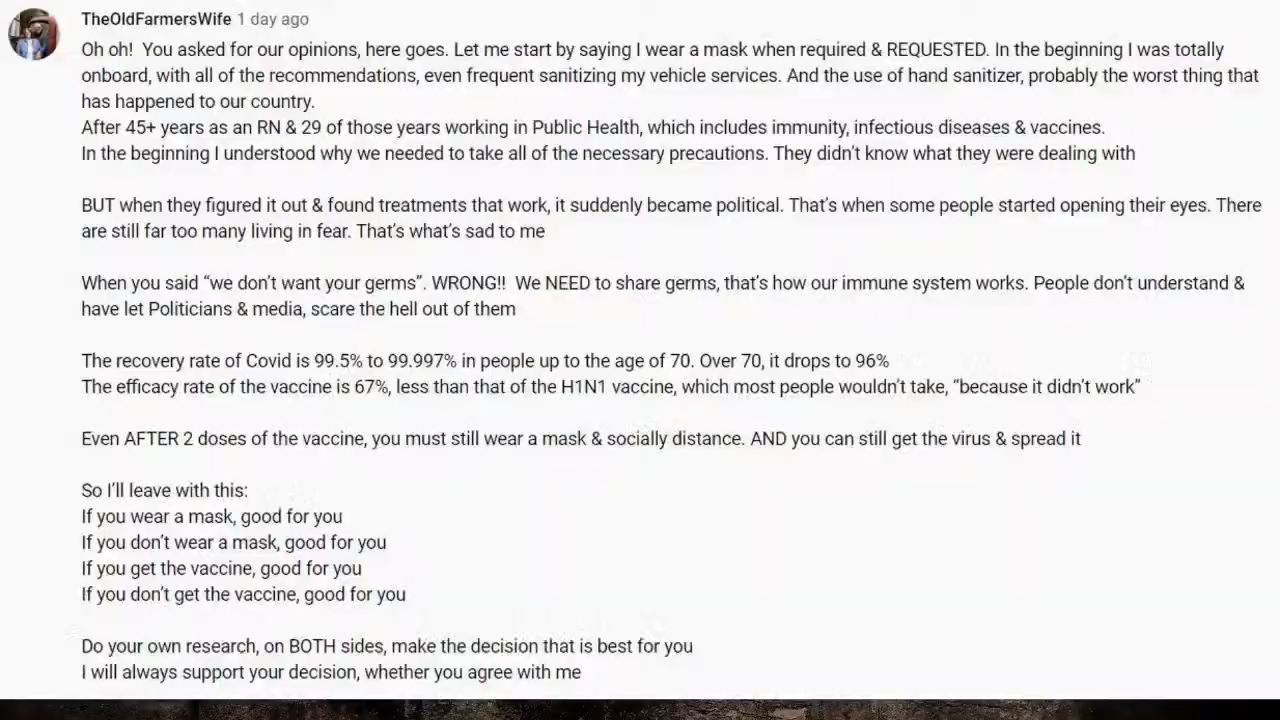 TheOldFarmersWife 1 day ago
Oh oh! You asked for our opinions, here goes. Let me start by saying I wear a mask when required & REQUESTED. In the beginning I was totally
onboard, with all of the recommendations, even frequent sanitizing my vehicle services. And the use of hand sanitizer, probably the worst thing that
has happened to our country.
After 45+ years as an RN & 29 of those years working in Public Health, which includes immunity, infectious diseases & vaccines.
In the beginning I understood why we needed to take all of the necessary precautions. They didn't know what they were dealing with
BUT when they figured it out & found treatments that work, it suddenly became political. That's when some people started opening their eyes. There
are still far too many living in fear. That's what's sad to me
When you said “we don't want your germs”. WRONG!! We NEED to share germs, that's how our immune system works. People don't understand &
have let Politicians & media, scare the hell out of them
The recovery rate of Covid is 99.5% to 99.997% in people up to the age of 70. Over 70, it drops to 96%
The efficacy rate of the vaccine is 67%, less than that of the H1N1 vaccine, which most people wouldn't take, “because it didn't work”
Even AFTER 2 doses of the vaccine, you must still wear a mask & socially distance. AND you can still get the virus & spread it
So I'll leave with this:
If you wear a mask, good for you
If you don't wear a mask, good for you
If you get the vaccine, good for you
If you don't get the vaccine, good for you
Do your own research, on BOTH sides, make the decision that is best for you
I will always support your decision, whether you agree with me